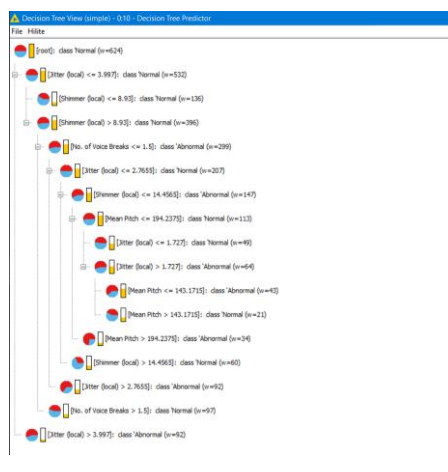 Decision Tree View (simple) - 0:10 - Decision Tree Predictor
File Hilite
[root]: class 'Normal (w=624)
[Jitter (local) <= 3.997]: class 'Normal (w=532)
[Shimmer (local) <= 8.93]: class 'Normal (w=136)
[Shimmer (local) > 8.93]: class 'Normal (w=396)
[No. of Voice Breaks <= 1.5]: class 'Abnormal (w=299)
[Jitter (local) <= 2.7655]: class 'Normal (w=207)
[Shimmer (local) <= 14.4565]: class 'Abnormal (w=147)
[Mean Pitch <= 194.2375]: class 'Normal (w=113)
[Jitter (local) <= 1.727]: class 'Normal (w=49)
[Jitter (local) > 1.727]: class 'Abnormal (w=64)
[Mean Pitch <= 143.1715]: class 'Abnormal (w=43)
[Mean Pitch > 143.1715]: class 'Normal (w=21)
[Mean Pitch > 194.2375]: class 'Abnormal (w=34)
[Shimmer (local) > 14.4565]: class 'Normal (w=60)
[Jitter (local) > 2.7655]: class 'Abnormal (w=92)
[No. of Voice Breaks > 1.5]: class 'Normal (w=97)
[Jitter (local) > 3.997]: class 'Abnormal (w=92)